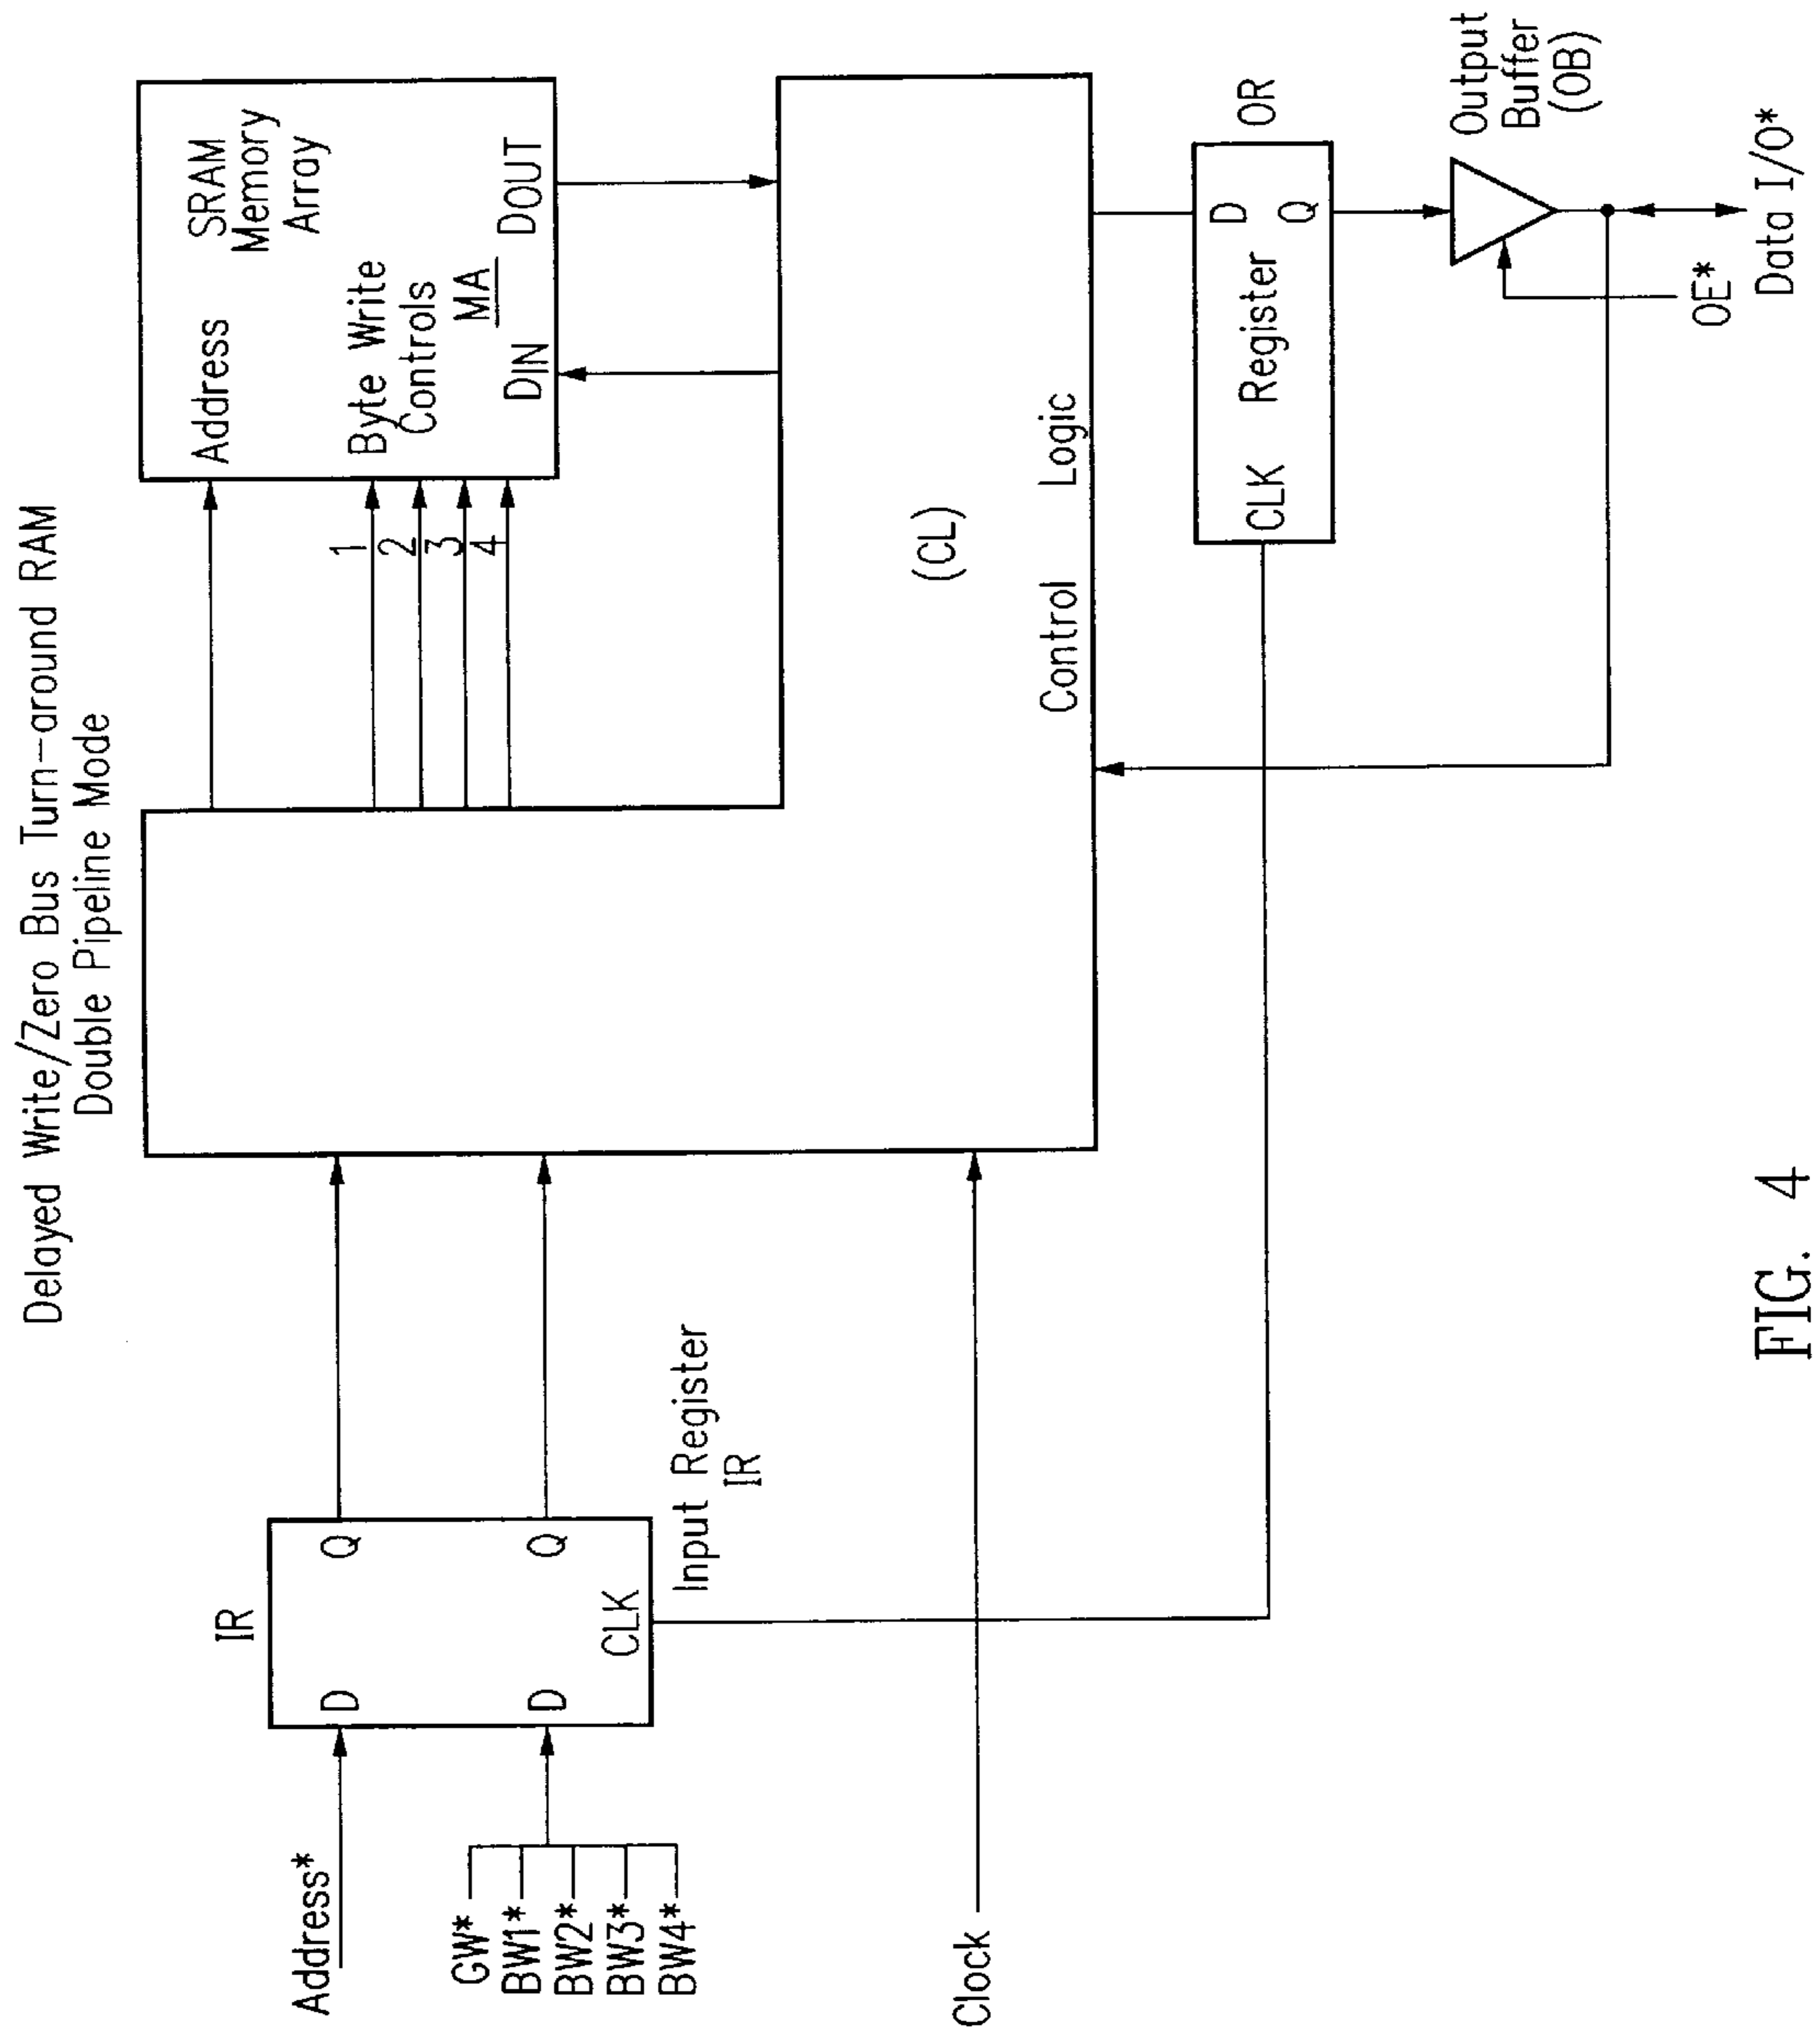 Delayed Write/Zero Bus Turn-around RAM
Double Pipeline Mode
Address*
GW*
BW1*
BW2*
BW3*
BW4*
Clock
IR
D
Q
D
Q
CLK
Input Register
IR
Address
SRAM
Memory
Array
1
2
3
4
Byte Write
Controls
MA
DIN
DOUT
(CL)
Control Logic
OR
D
Q
CLK Register
Output
Buffer
(OB)
OE*
Data I/O*
FIG. 4